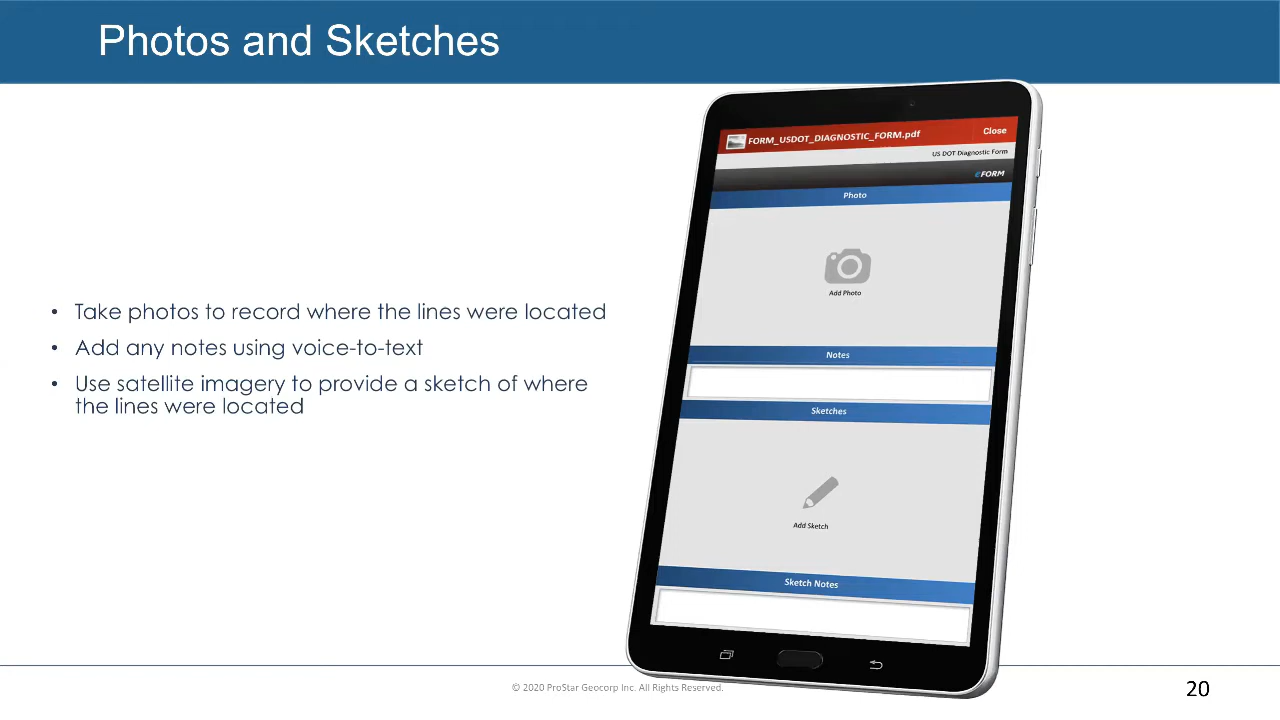 Photos and Sketches
• Take photos to record where the lines were located
• Add any notes using voice-to-text
• Use satellite imagery to provide a sketch of where
the lines were located
FORM_USDOT_DIAGNOSTIC_FORM.pdf
Close
US DOT Diagnostic Form
eFORM
Photo
Add Photo
Notes
Sketches
Add Sketch
Sketch Notes
© 2020 ProStar Geocorp Inc. All Rights Reserved.
20